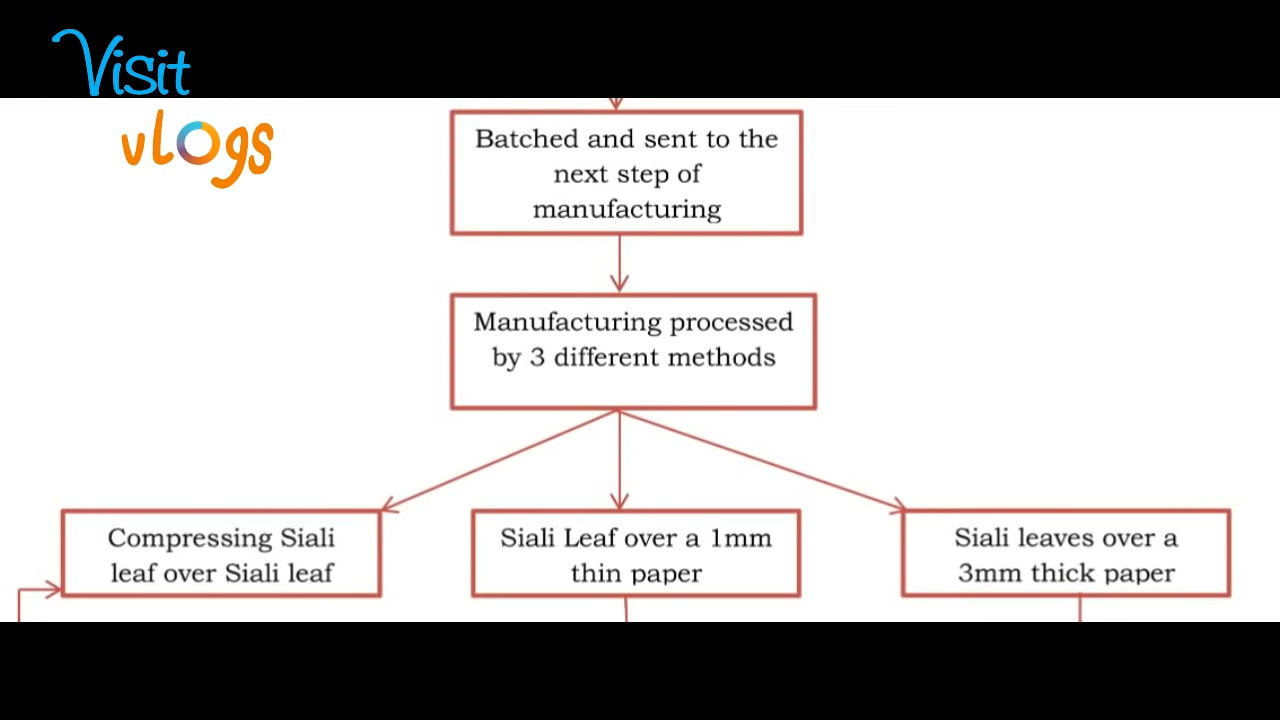 Visit
vlogs
Batched and sent to the
next step of
manufacturing
Manufacturing processed
by 3 different methods
Compressing Siali
leaf over Siali leaf
Siali Leaf over a 1mm
thin paper
Siali leaves over a
3mm thick paper